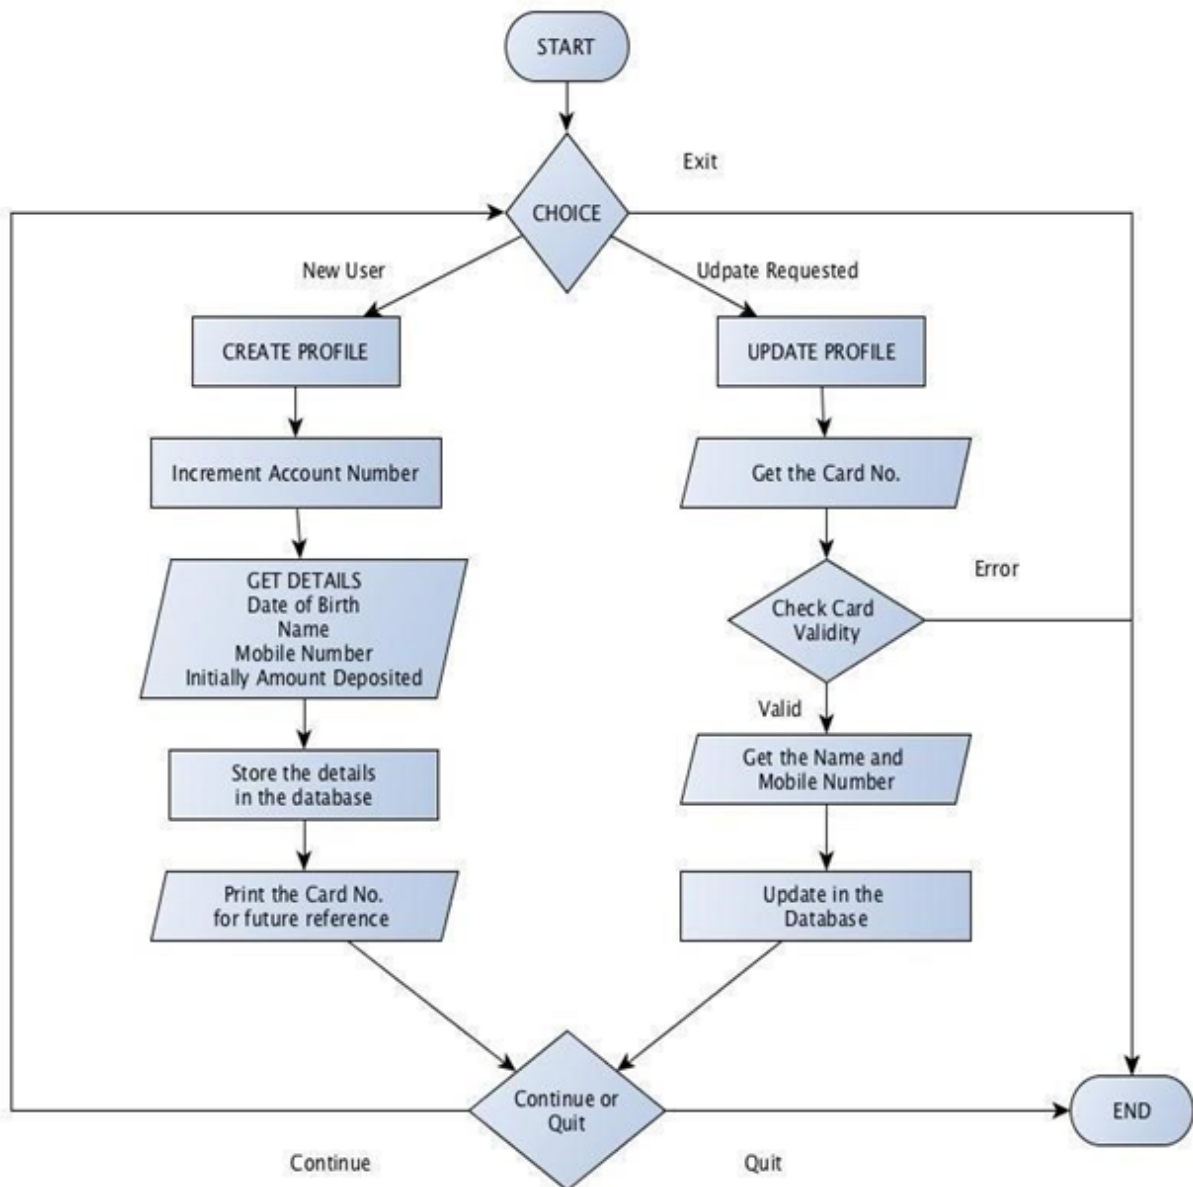 START
Exit
CHOICE
New User
Udpate Requested
CREATE PROFILE
UPDATE PROFILE
Increment Account Number
Get the Card No.
GET DETAILS
Date of Birth
Name
Mobile Number
Initially Amount Deposited
Error
Check Card
Validity
Valid
Store the details
in the database
Get the Name and
Mobile Number
Print the Card No.
for future reference
Update in the
Database
Continue or
Quit
END
Continue
Quit